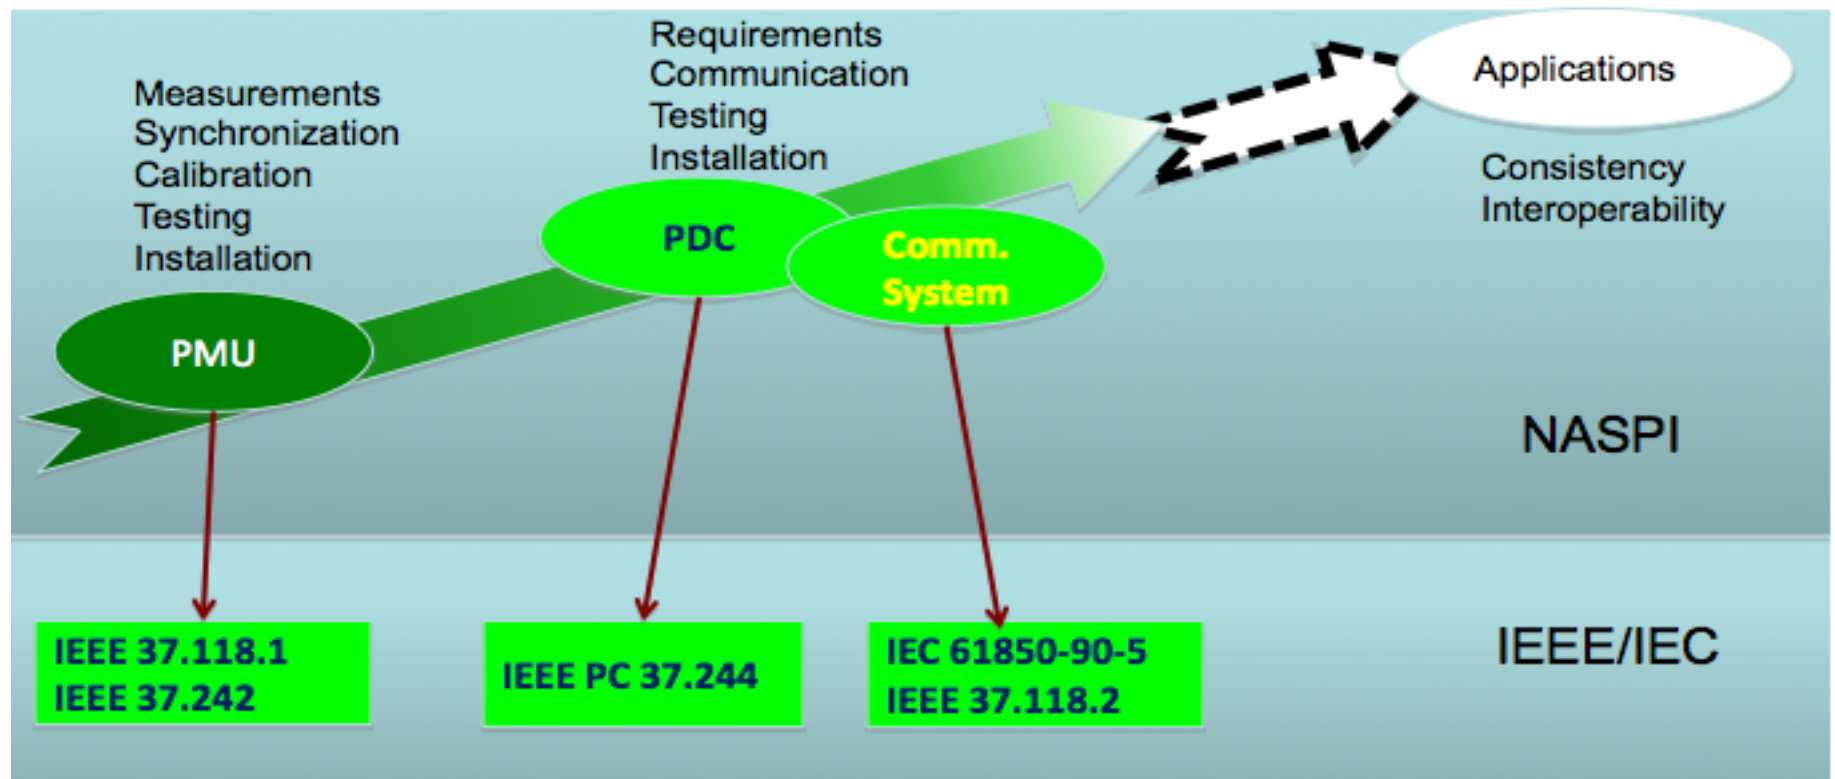 Measurements
Synchronization
Calibration
Testing
Installation
PMU
Requirements
Communication
Testing
Installation
PDC
Comm.
System
Applications
Consistency
Interoperability
NASPI
IEEE 37.118.1
IEEE 37.242
IEEE PC 37.244
IEC 61850-90-5
IEEE 37.118.2
IEEE/IEC